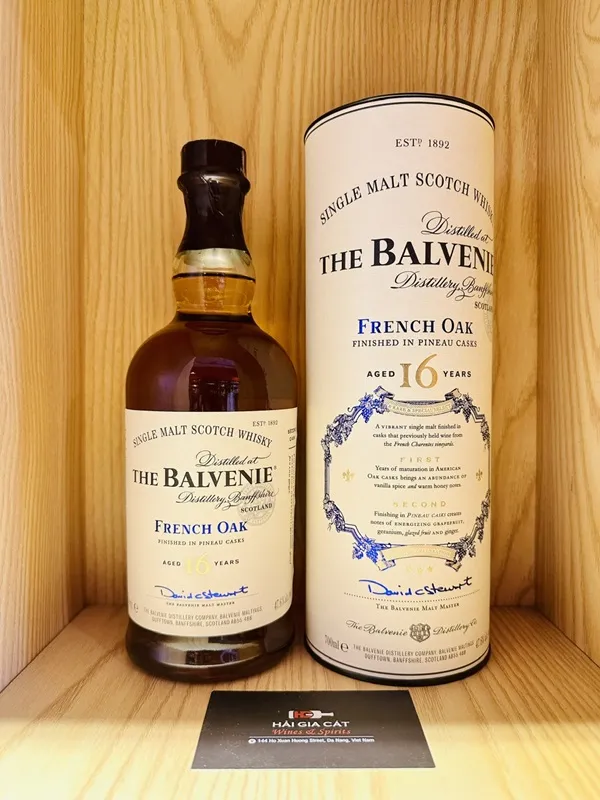 ESTD 1892
SINGLE MALT SCOTCH WHISKY
Distilled at
THE BALVENIE
Distillery, Banffshire
SCOTLAND
FRENCH OAK
FINISHED IN PINEAU CASKS
AGED 16 YEARS
David C Stewart
THE BALVENIE MALT MASTER
THE BALVENIE DISTILLERY COMPANY, BALVENIE MALTINGS
DUFFTOWN, BANFFSHIRE, SCOTLAND AB55 4BB
ESTD 1892
SINGLE MALT SCOTCH WHIS
Distilled at
THE BALVENIE
Distillery, Banffs
SCOTLAN
FRENCH OAK
FINISHED IN PINEAU CASKS
AGED 16 YEARS
A VIBRANT single malt finished in
casks that previously held wine from
the French Charentes vineyards.
FIRST
Years of maturation in AMERICAN
OAK CASKS brings AN ABUNDANCE OF
vanilla spice and warm honey notes.
SECOND
Finishing in PINEAU CASKS creates
notes of ENERGIZING GRAPEFRUIT,
geranium, glazed fruit AND ginger.
David C Stewart
THE BALVENIE MALT MASTER
The Balvenie Distillery Co.
700ml e
THE BALVENIE DISTILLERY COMPANY, BALVENIE MALTINGS
DUFFTOWN, BANFFSHIRE, SCOTLAND AB55 4BB
HẢI GIA CÁT
Wines & Spirits
144 Ho Xuan Huong Street, Da Nang, Viet Nam